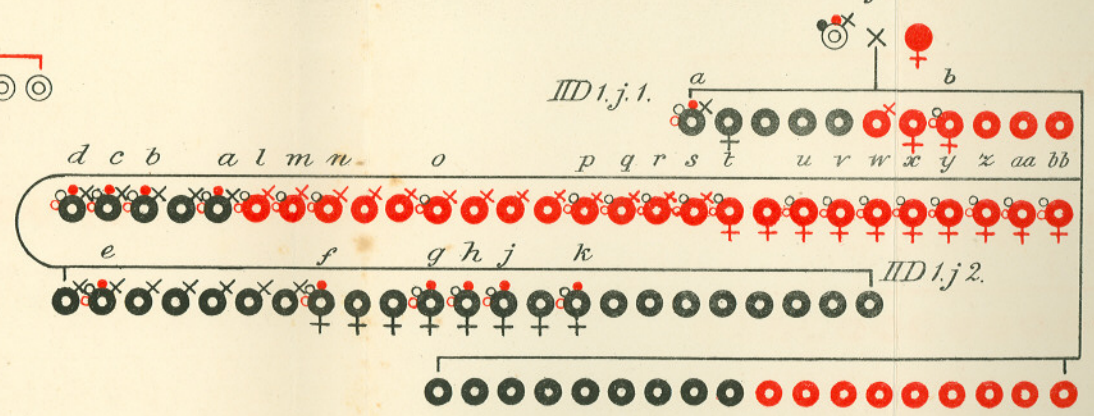 a b
IID 1. j. 1.
d c b a l m n o p q r s t u v w x y z aa bb
e f g h j k
IID 1. j 2.